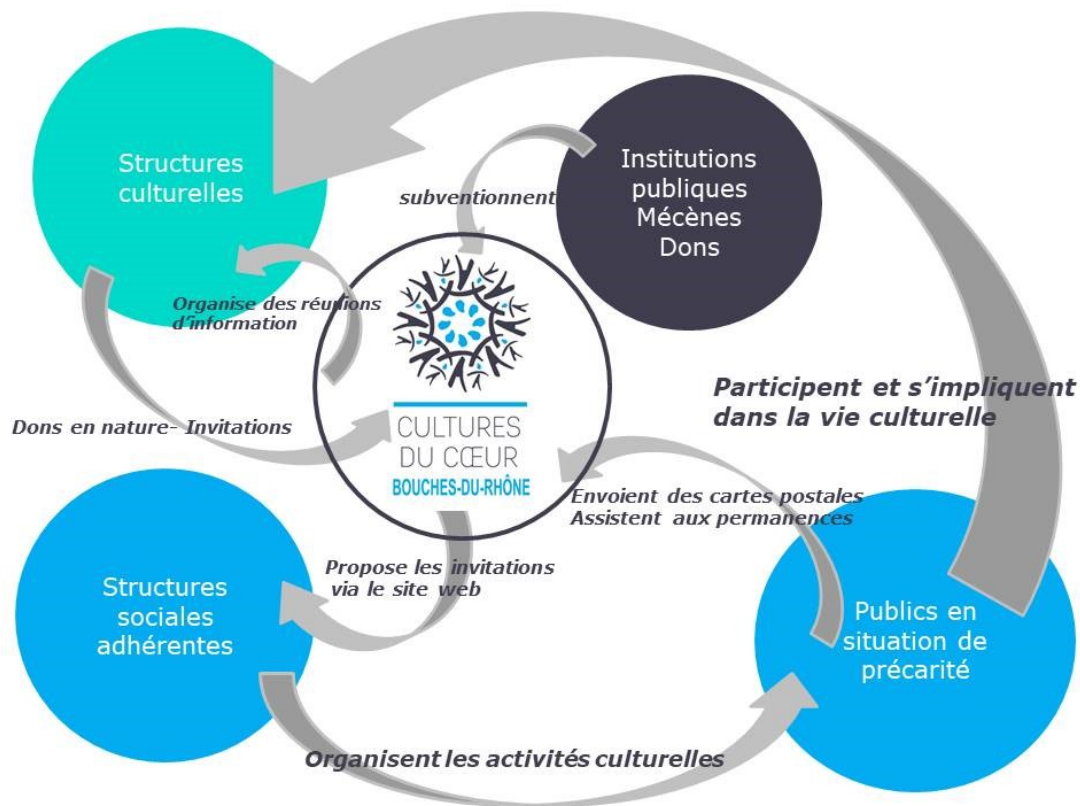 Structures
culturelles
Institutions
publiques
Mécènes
Dons
subventionnent
Organise des réunions
d’information
Dons en nature- Invitations
CULTURES
DU CŒUR
BOUCHES-DU-RHÔNE
Participent et s’impliquent
dans la vie culturelle
Envoient des cartes postales
Assistent aux permanences
Propose les invitations
via le site web
Structures
sociales
adhérentes
Publics en
situation de
précarité
Organisent les activités culturelles